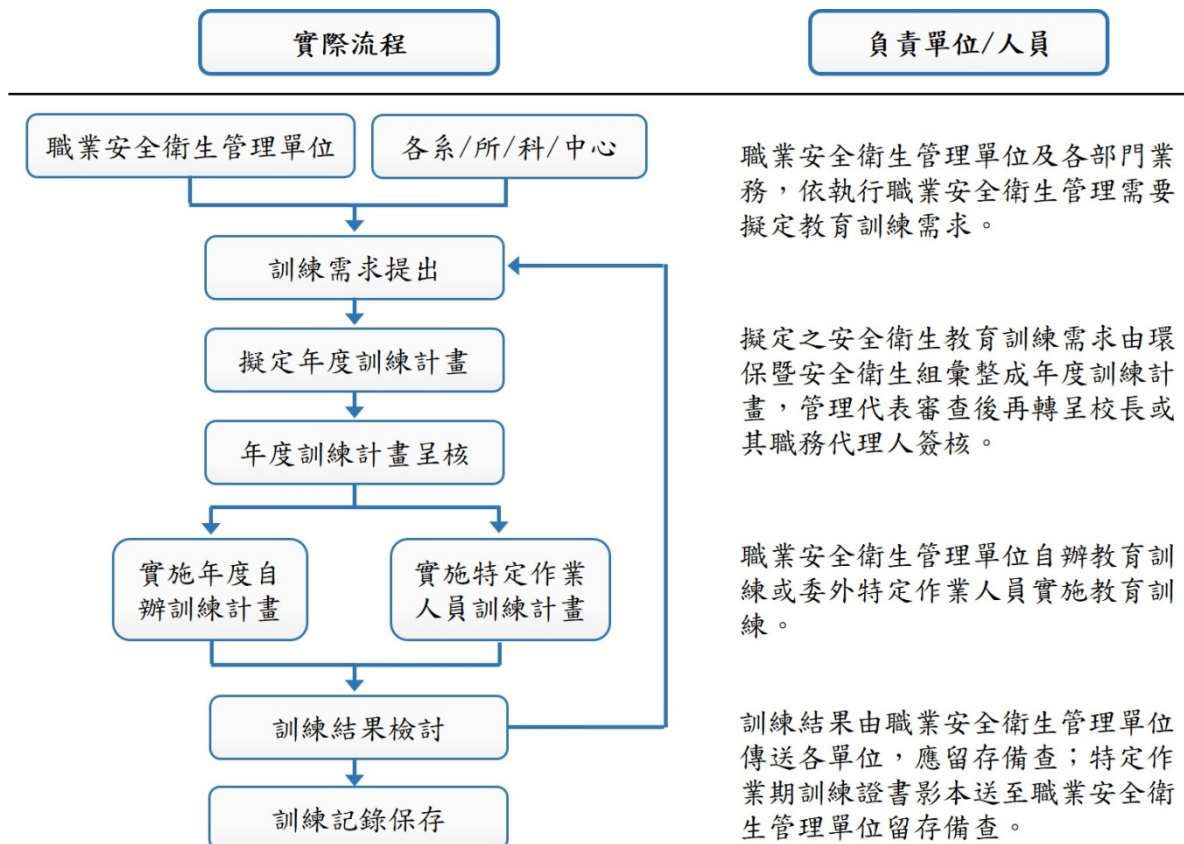 實際流程
負責單位/人員
職業安全衛生管理單位
各系/所/科/中心
職業安全衛生管理單位及各部門業
務，依執行職業安全衛生管理需要
擬定教育訓練需求。
訓練需求提出
擬定年度訓練計畫
擬定之安全衛生教育訓練需求由環
保暨安全衛生組彙整成年度訓練計
畫，管理代表審查後再轉呈校長或
其職務代理人簽核。
年度訓練計畫呈核
實施年度自
辦訓練計畫
實施特定作業
人員訓練計畫
職業安全衛生管理單位自辦教育訓
練或委外特定作業人員實施教育訓
練。
訓練結果檢討
訓練結果由職業安全衛生管理單位
傳送各單位，應留存備查；特定作
業期訓練證書影本送至職業安全衛
生管理單位留存備查。
訓練記錄保存